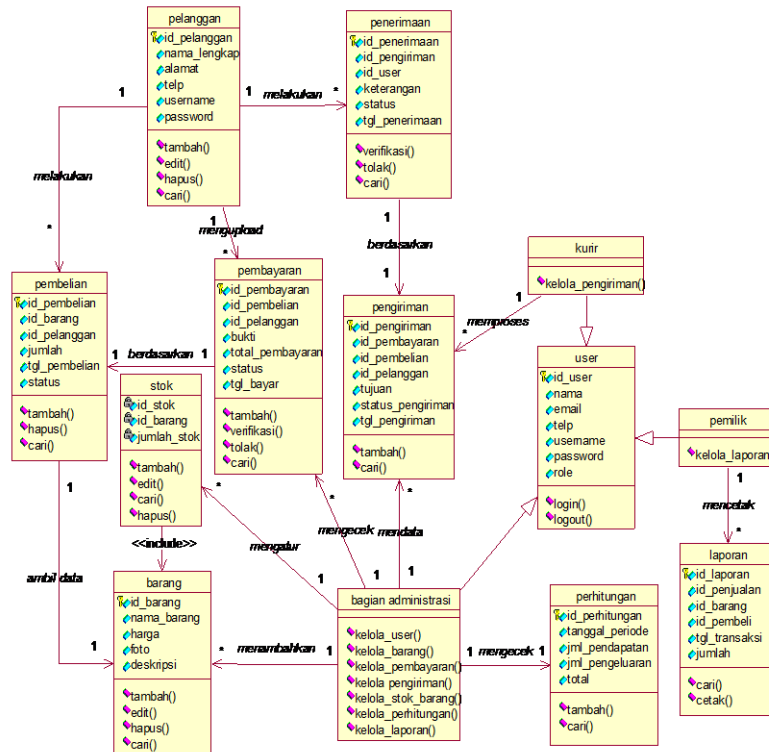 pelanggan
id_pelanggan
nama_lengkap
alamat
telp
username
password
tambah()
edit()
hapus()
cari()
penerimaan
id_penerimaan
id_pengiriman
id_user
keterangan
status
tgl_penerimaan
verifikasi()
tolak()
cari()
1 melakukan *
1 melakukan *
1 mengupload *
1 berdasarkan 1
pembelian
id_pembelian
id_barang
id_pelanggan
jumlah
tgl_pembelian
status
tambah()
hapus()
cari()
1 berdasarkan 1
pembayaran
id_pembayaran
id_pembelian
id_pelanggan
bukti
total_pembayaran
status
tgl_bayar
tambah()
verifikasi()
tolak()
cari()
pengiriman
id_pengiriman
id_pembayaran
id_pembelian
id_pelanggan
tujuan
status_pengiriman
tgl_pengiriman
tambah()
cari()
kurir
kelola_pengiriman()
1 memproses *
user
id_user
nama
email
telp
username
password
role
login()
logout()
pemilik
kelola_laporan
1 mencetak *
stok
id_stok
id_barang
jumlah_stok
tambah()
edit()
cari()
hapus()
<<include>>
* mengatur 1
* mengecek 1
* mendata 1
1 ambil data 1
barang
id_barang
nama_barang
harga
foto
deskripsi
tambah()
edit()
hapus()
cari()
* menambahkan 1
bagian administrasi
kelola_user()
kelola_barang()
kelola_pembayaran()
kelola pengiriman()
kelola_stok_barang()
kelola_perhitungan()
kelola_laporan()
1 mengecek 1
perhitungan
id_perhitungan
tanggal_periode
jml_pendapatan
jml_pengeluaran
total
tambah()
cari()
laporan
id_laporan
id_penjualan
id_barang
id_pembeli
tgl_transaksi
jumlah
cari()
cetak()